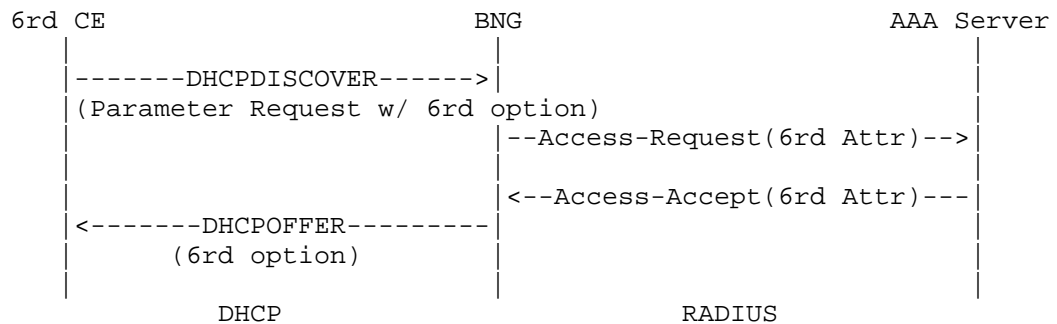 6rd CE BNG AAA Server
|-------DHCPDISCOVER------>|
|(Parameter Request w/ 6rd option)
|--Access-Request(6rd Attr)-->|
|<--Access-Accept(6rd Attr)---|
|<-------DHCPOFFER---------|
(6rd option)
DHCP RADIUS